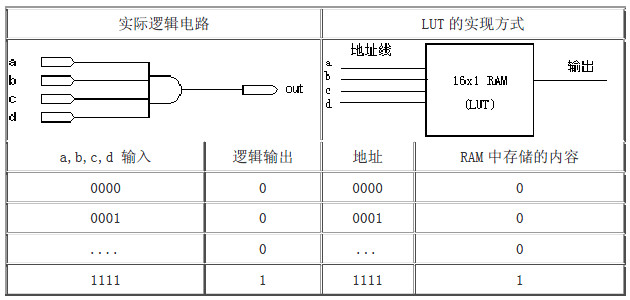 实际逻辑电路 LUT 的实现方式
a
b
c
d
out
地址线
a
b
c
d
16x1 RAM
(LUT)
输出
a,b,c,d 输入 逻辑输出 地址 RAM 中存储的内容
0000 0 0000 0
0001 0 0001 0
.... 0 ... 0
1111 1 1111 1